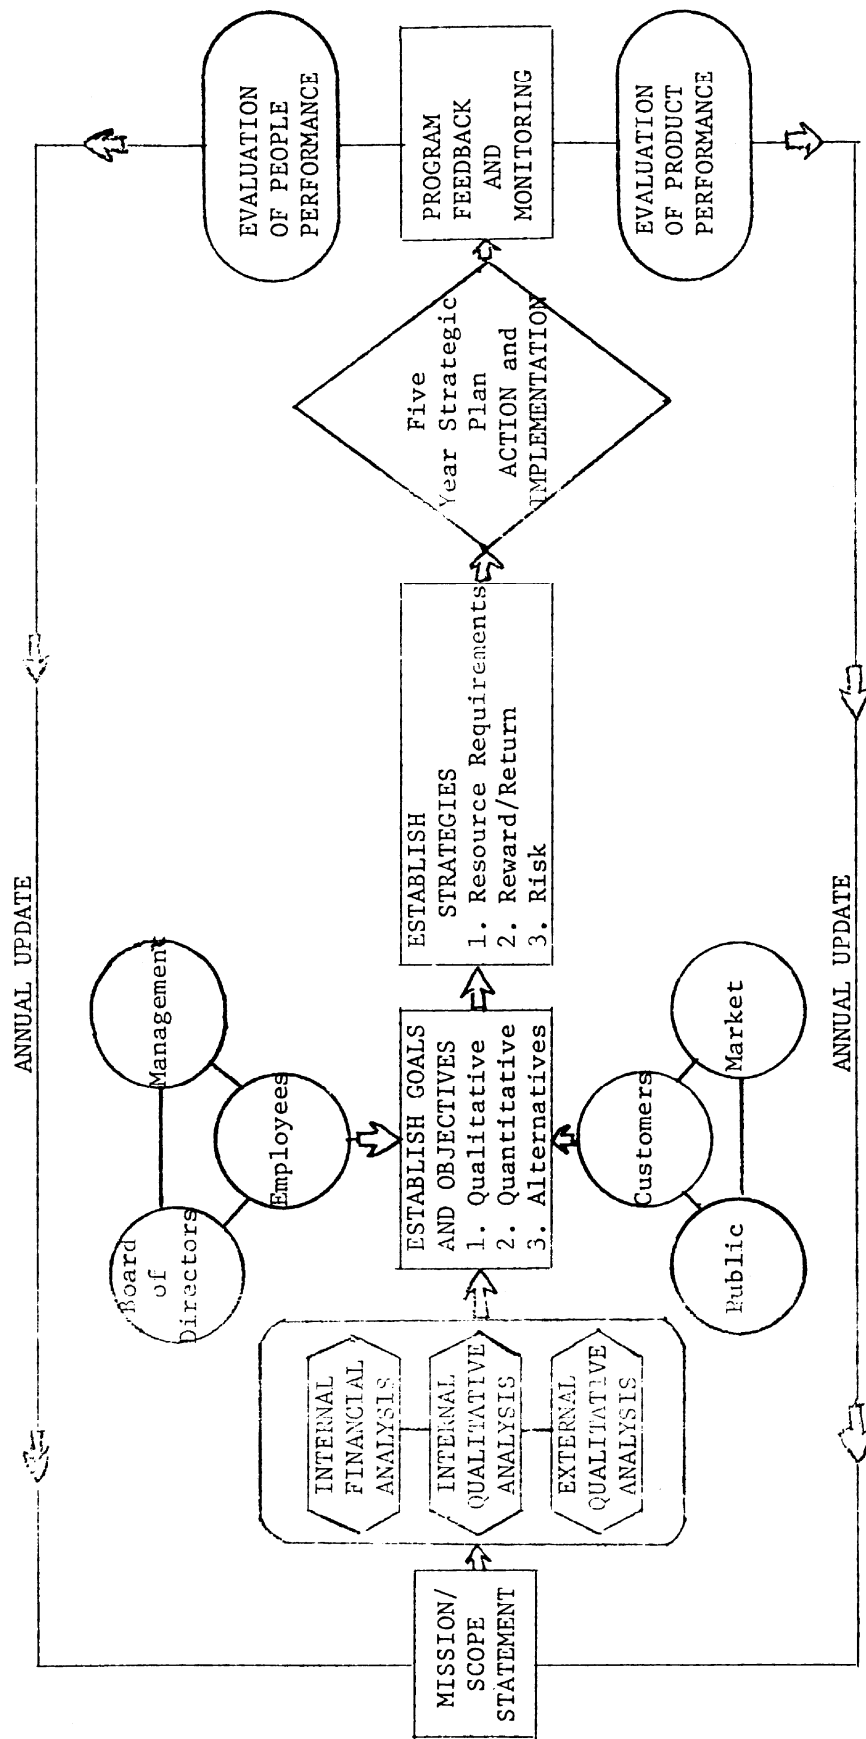 ANNUAL UPDATE
Board
of
Directors
Management
Employees
EVALUATION
OF PEOPLE
PERFORMANCE
MISSION/
SCOPE
STATEMENT
INTERNAL
FINANCIAL
ANALYSIS
INTERNAL
QUALITATIVE
ANALYSIS
EXTERNAL
QUALITATIVE
ANALYSIS
ESTABLISH GOALS
AND OBJECTIVES
1. Qualitative
2. Quantitative
3. Alternatives
ESTABLISH
STRATEGIES
1. Resource Requirements
2. Reward/Return
3. Risk
Five
Year Strategic
Plan
ACTION and
IMPLEMENTATION
PROGRAM
FEEDBACK
AND
MONITORING
Customers
Public
Market
EVALUATION
OF PRODUCT
PERFORMANCE
ANNUAL UPDATE